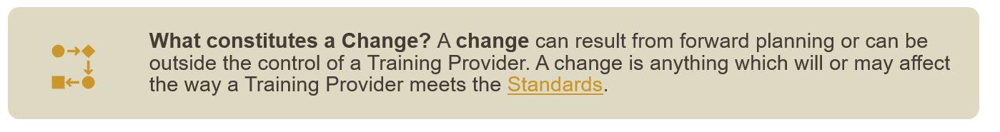 What constitutes a Change? A change can result from forward planning or can be
outside the control of a Training Provider. A change is anything which will or may affect
the way a Training Provider meets the Standards.